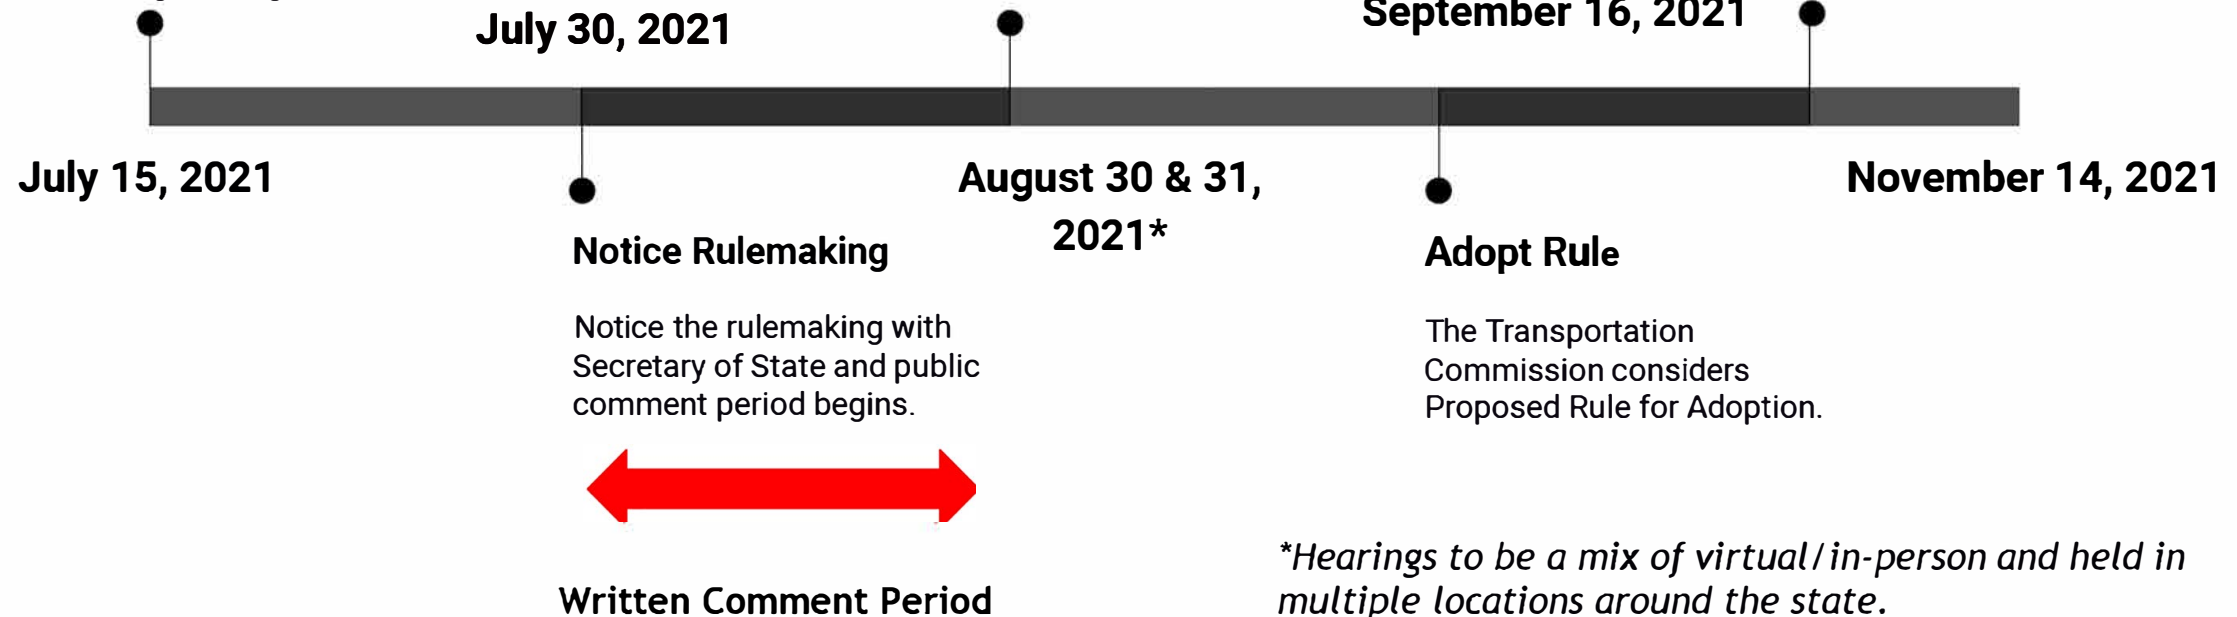 July 30, 2021
September 16, 2021
July 15, 2021
August 30 & 31,
2021*
November 14, 2021
Notice Rulemaking
Notice the rulemaking with
Secretary of State and public
comment period begins.
Adopt Rule
The Transportation
Commission considers
Proposed Rule for Adoption.
Written Comment Period
*Hearings to be a mix of virtual/in-person and held in
multiple locations around the state.